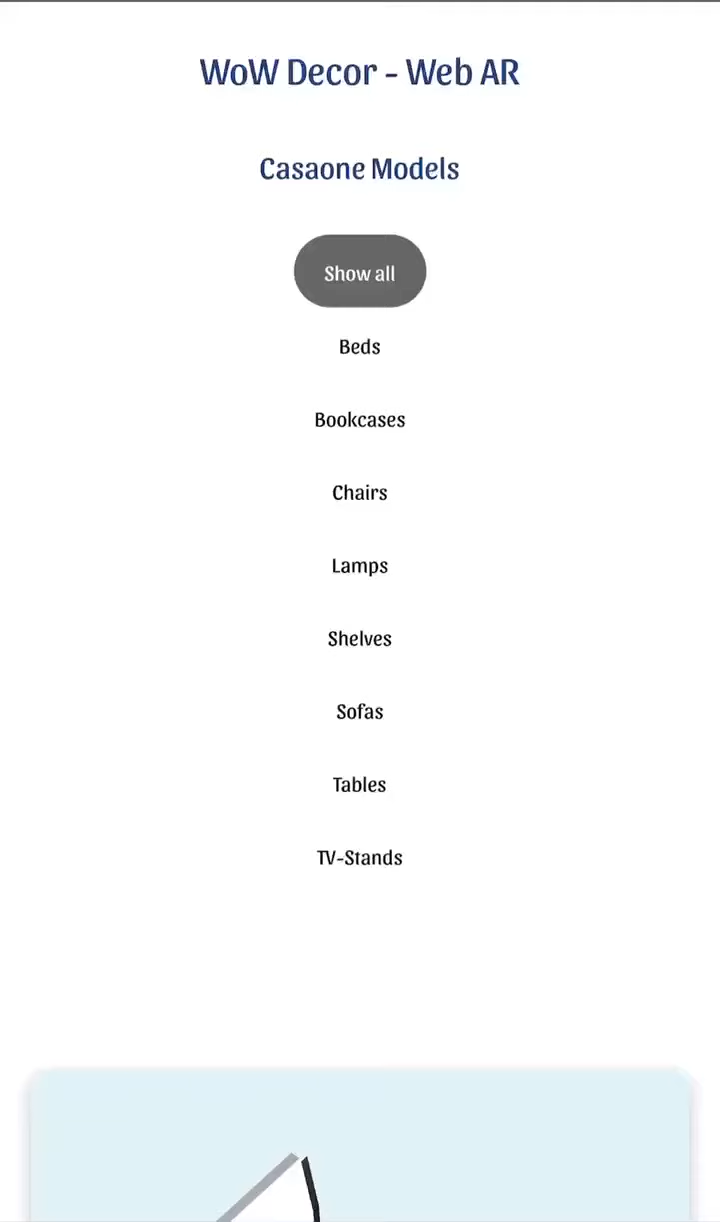 WoW Decor - Web AR
Casaone Models
Show all
Beds
Bookcases
Chairs
Lamps
Shelves
Sofas
Tables
TV-Stands